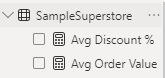 SampleSuperstore
Avg Discount %
Avg Order Value